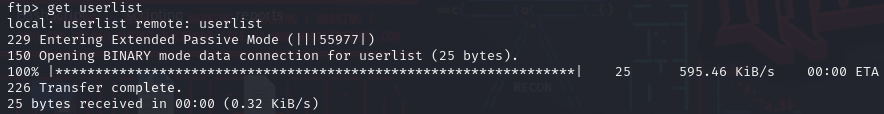 ftp> get userlist
local: userlist remote: userlist
229 Entering Extended Passive Mode (|||55977|)
150 Opening BINARY mode data connection for userlist (25 bytes).
100% |*******************************************************************| 25 595.46 KiB/s 00:00 ETA
226 Transfer complete.
25 bytes received in 00:00 (0.32 KiB/s)
RECON